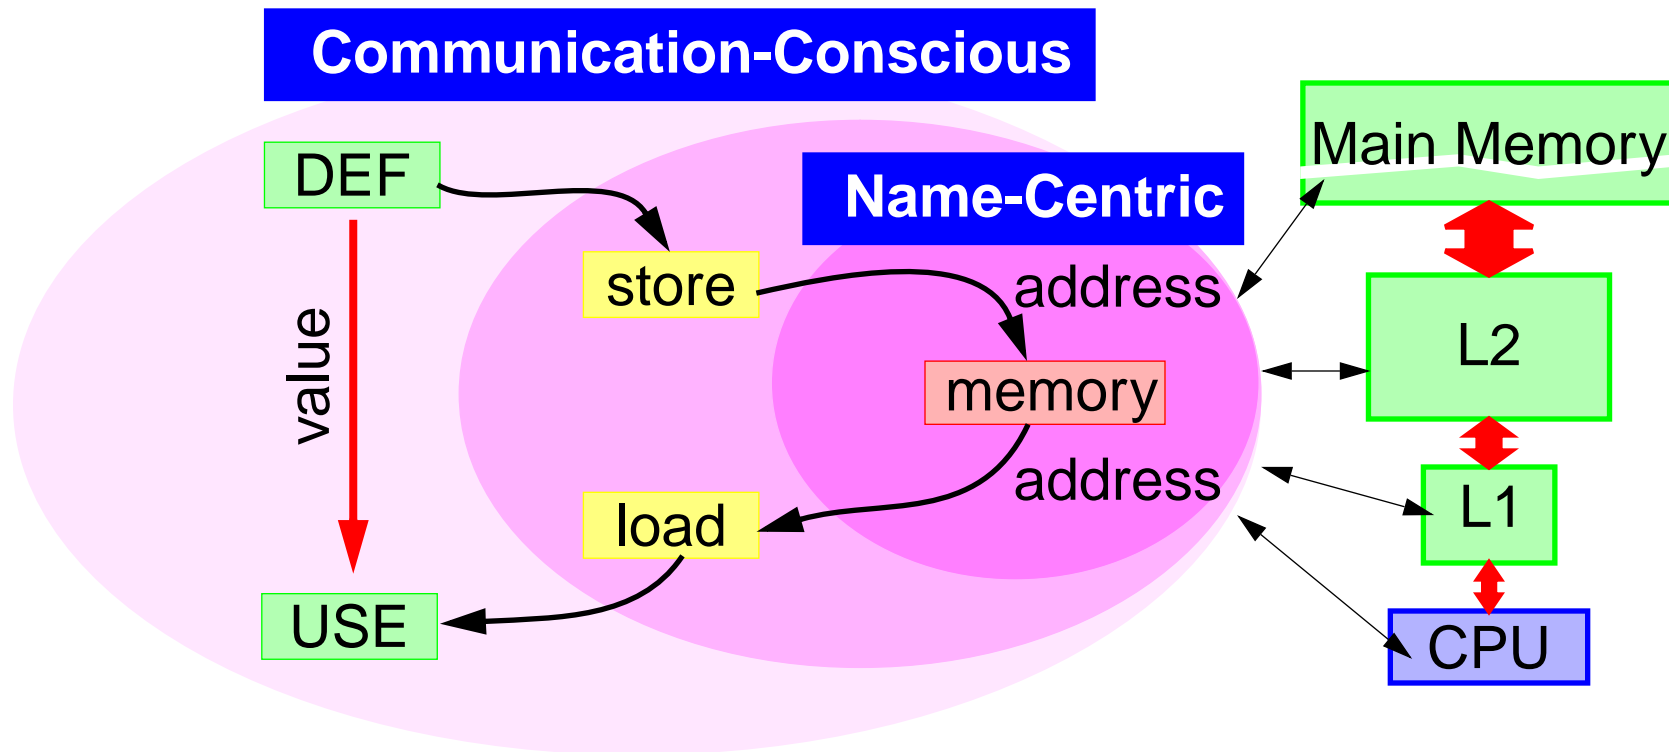 Communication-Conscious
DEF
Name-Centric
Main Memory
store
address
value
L2
memory
address
load
L1
USE
CPU